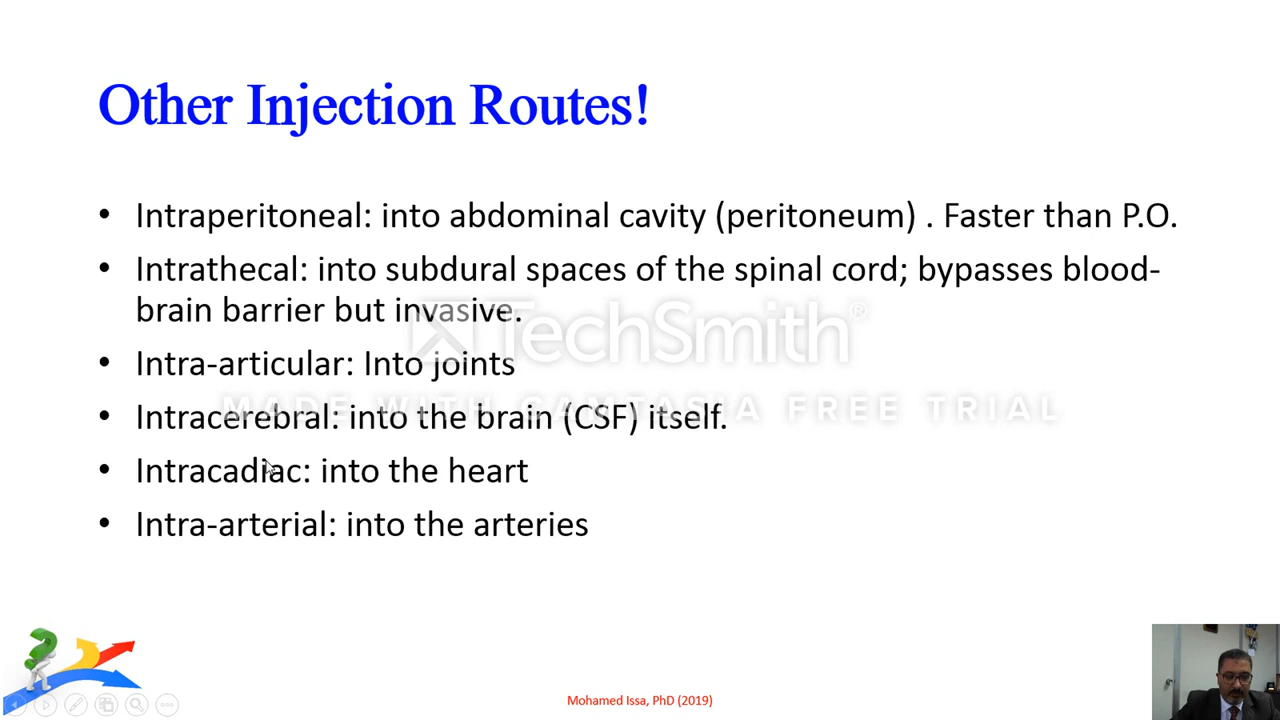 Other Injection Routes!
• Intraperitoneal: into abdominal cavity (peritoneum) . Faster than P.O.
• Intrathecal: into subdural spaces of the spinal cord; bypasses blood-
brain barrier but invasive.
TechSmith®
• Intra-articular: Into joints
MADE WITH CAMTASIA FREE TRIAL
• Intracerebral: into the brain (CSF) itself.
• Intracadiac: into the heart
• Intra-arterial: into the arteries
Mohamed Issa, PhD (2019)